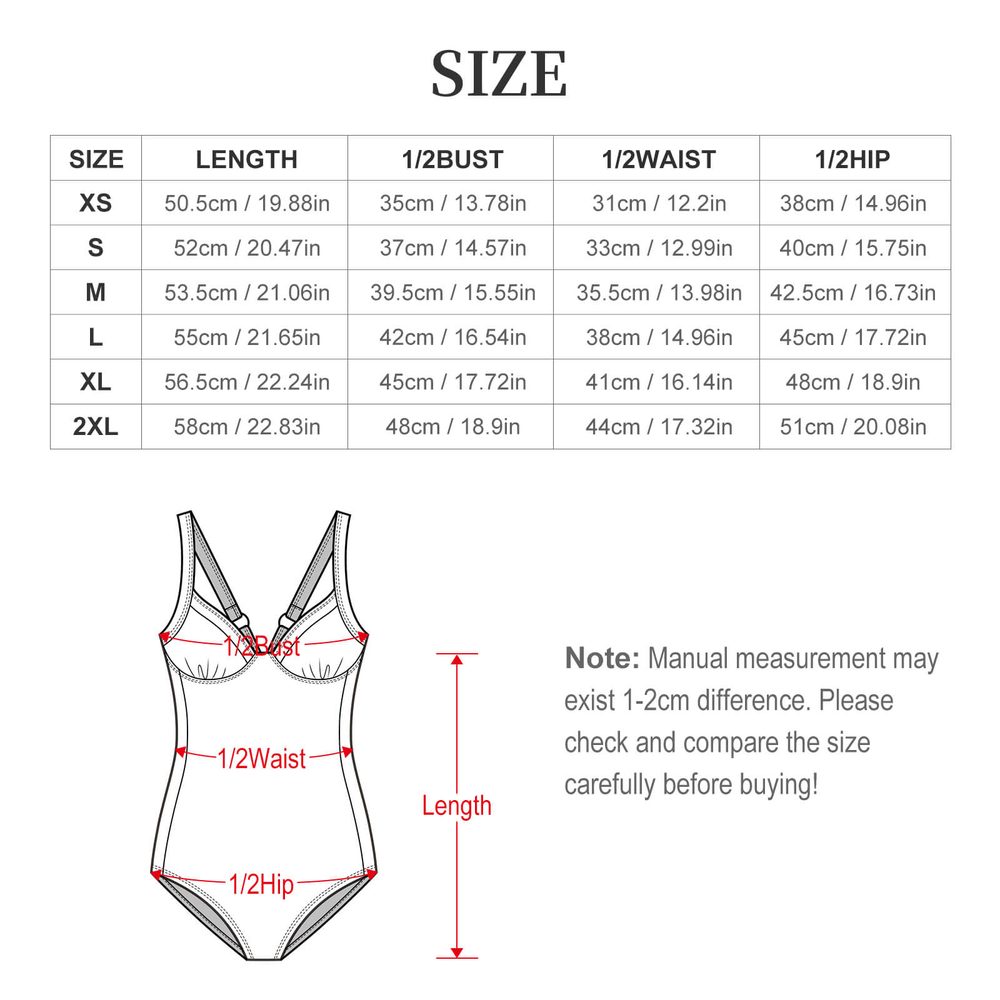 SIZE
SIZE LENGTH 1/2BUST 1/2WAIST 1/2HIP
XS 50.5cm / 19.88in 35cm / 13.78in 31cm / 12.2in 38cm / 14.96in
S 52cm / 20.47in 37cm / 14.57in 33cm / 12.99in 40cm / 15.75in
M 53.5cm / 21.06in 39.5cm / 15.55in 35.5cm / 13.98in 42.5cm / 16.73in
L 55cm / 21.65in 42cm / 16.54in 38cm / 14.96in 45cm / 17.72in
XL 56.5cm / 22.24in 45cm / 17.72in 41cm / 16.14in 48cm / 18.9in
2XL 58cm / 22.83in 48cm / 18.9in 44cm / 17.32in 51cm / 20.08in
1/2Bust
1/2Waist
1/2Hip
Length
Note: Manual measurement may
exist 1-2cm difference. Please
check and compare the size
carefully before buying!